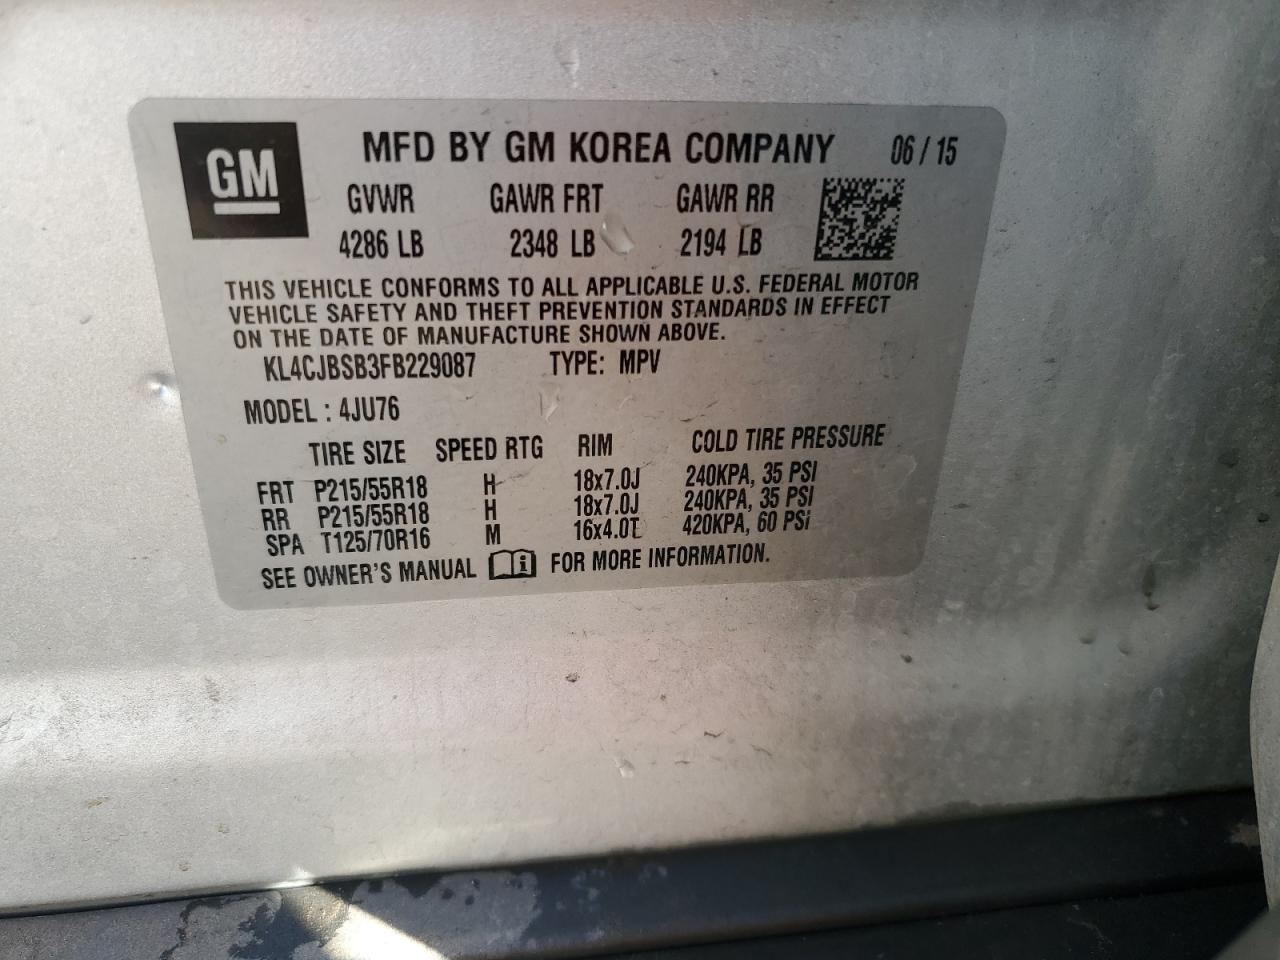 GM
MFD BY GM KOREA COMPANY 06 / 15
GVWR GAWR FRT GAWR RR
4286 LB 2348 LB 2194 LB
THIS VEHICLE CONFORMS TO ALL APPLICABLE U.S. FEDERAL MOTOR
VEHICLE SAFETY AND THEFT PREVENTION STANDARDS IN EFFECT
ON THE DATE OF MANUFACTURE SHOWN ABOVE.
KL4CJBSB3FB229087 TYPE: MPV
MODEL : 4JU76
TIRE SIZE SPEED RTG RIM COLD TIRE PRESSURE
FRT P215/55R18 H 18x7.0J 240KPA, 35 PSI
RR P215/55R18 H 18x7.0J 240KPA, 35 PSI
SPA T125/70R16 M 16x4.0T 420KPA, 60 PSi
SEE OWNER'S MANUAL i FOR MORE INFORMATION.